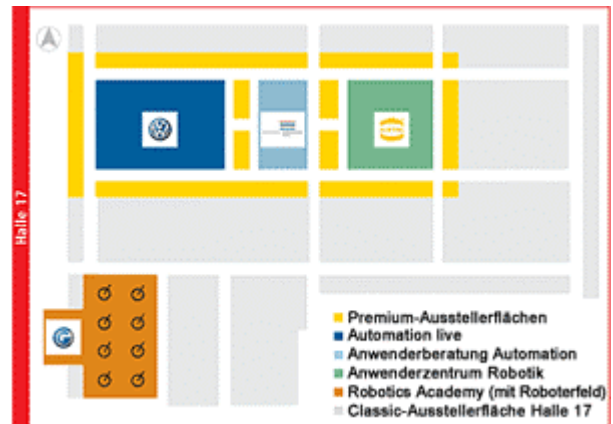 Halle 17
Premium-Ausstellerflächen
Automation live
Anwenderberatung Automation
Anwenderzentrum Robotik
Robotics Academy (mit Roboterfeld)
Classic-Ausstellerfläche Halle 17